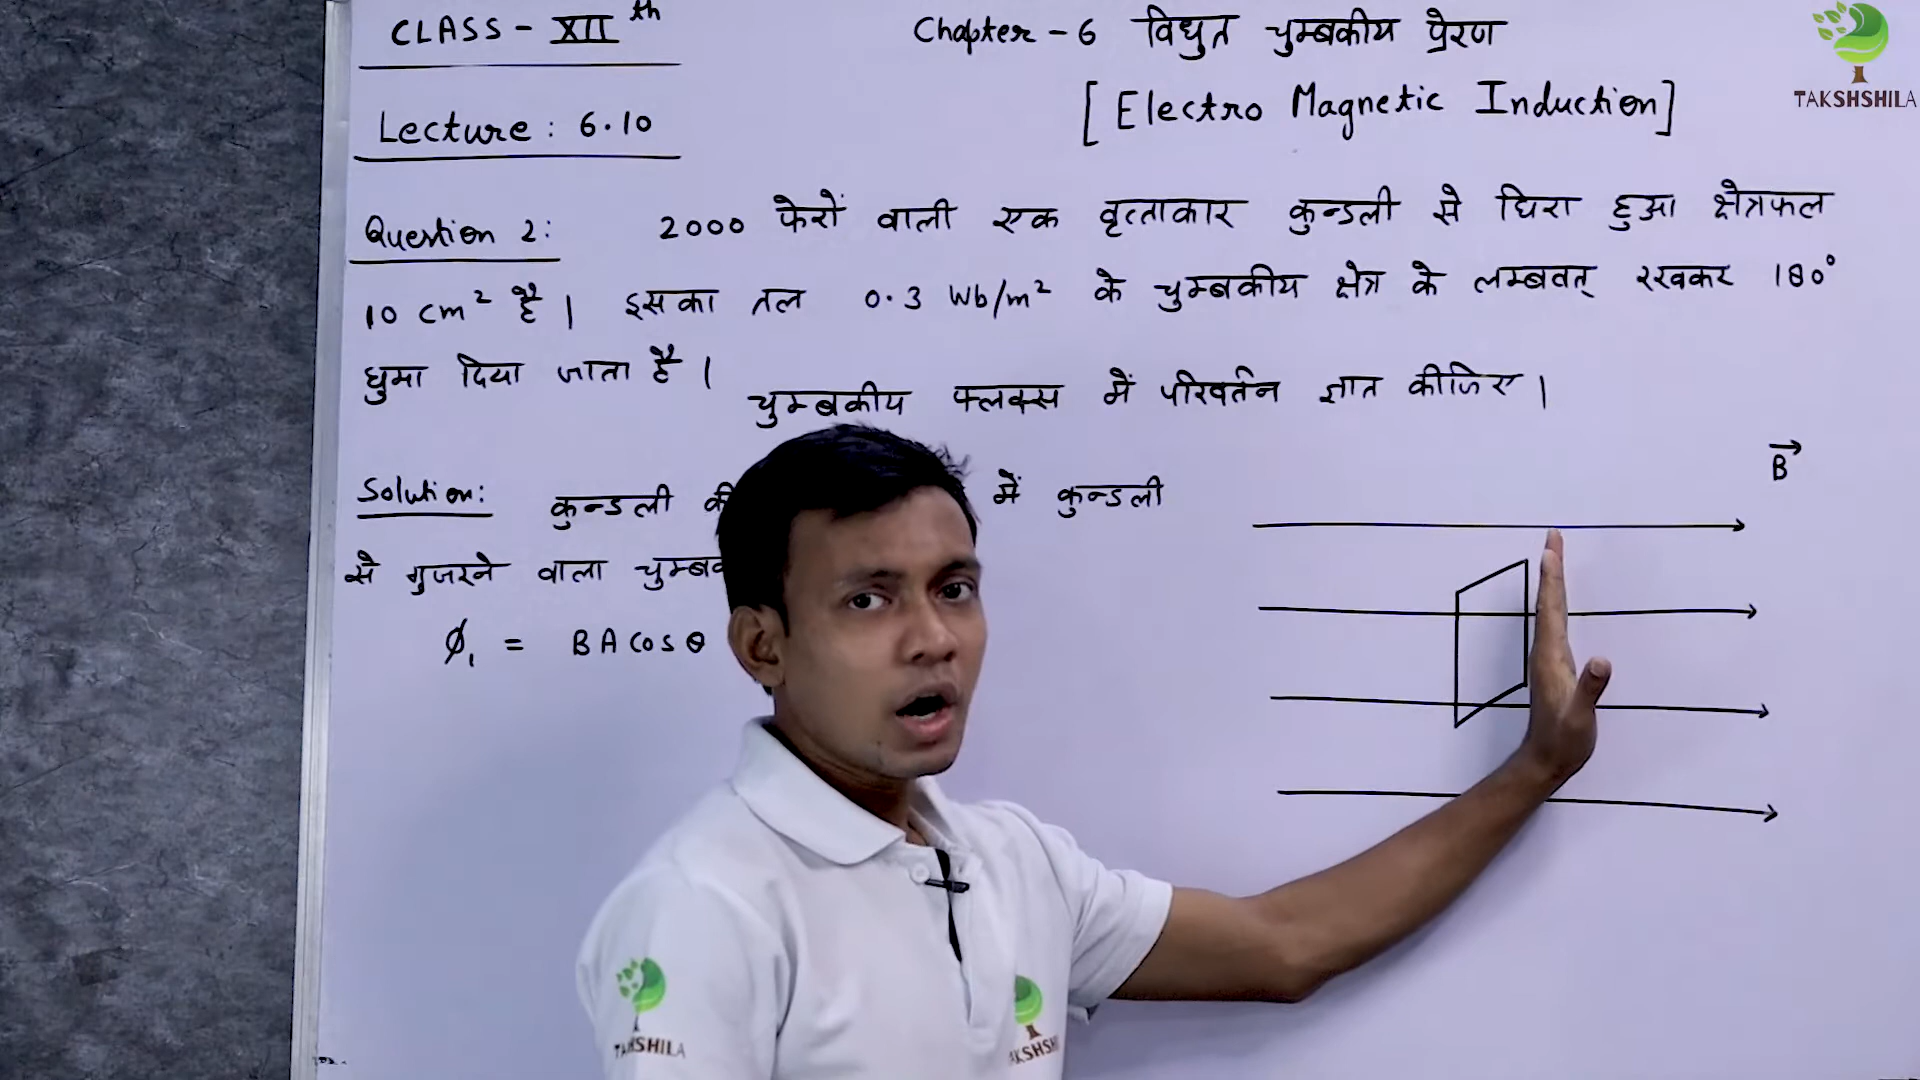 CLASS - XII th
Chapter - 6 विद्युत चुम्बकीय प्रेरण
TAKSHSHILA
[Electro Magnetic Induction]
Lecture : 6.10
Question 2: 2000 फेरों वाली एक वृत्ताकार कुन्डली से घिरा हुआ क्षेत्रफल
10 cm² है । इसका तल 0.3 Wb/m² के चुम्बकीय क्षेत्र के लम्बवत् रखकर 180°
घुमा दिया जाता है । चुम्बकीय फ्लक्स में परिवर्तन ज्ञात कीजिए ।
B
Solution: कुन्डली में कुन्डली
से गुजरने वाला
ϕ₁ = BA cos θ
TAKSHSHILA